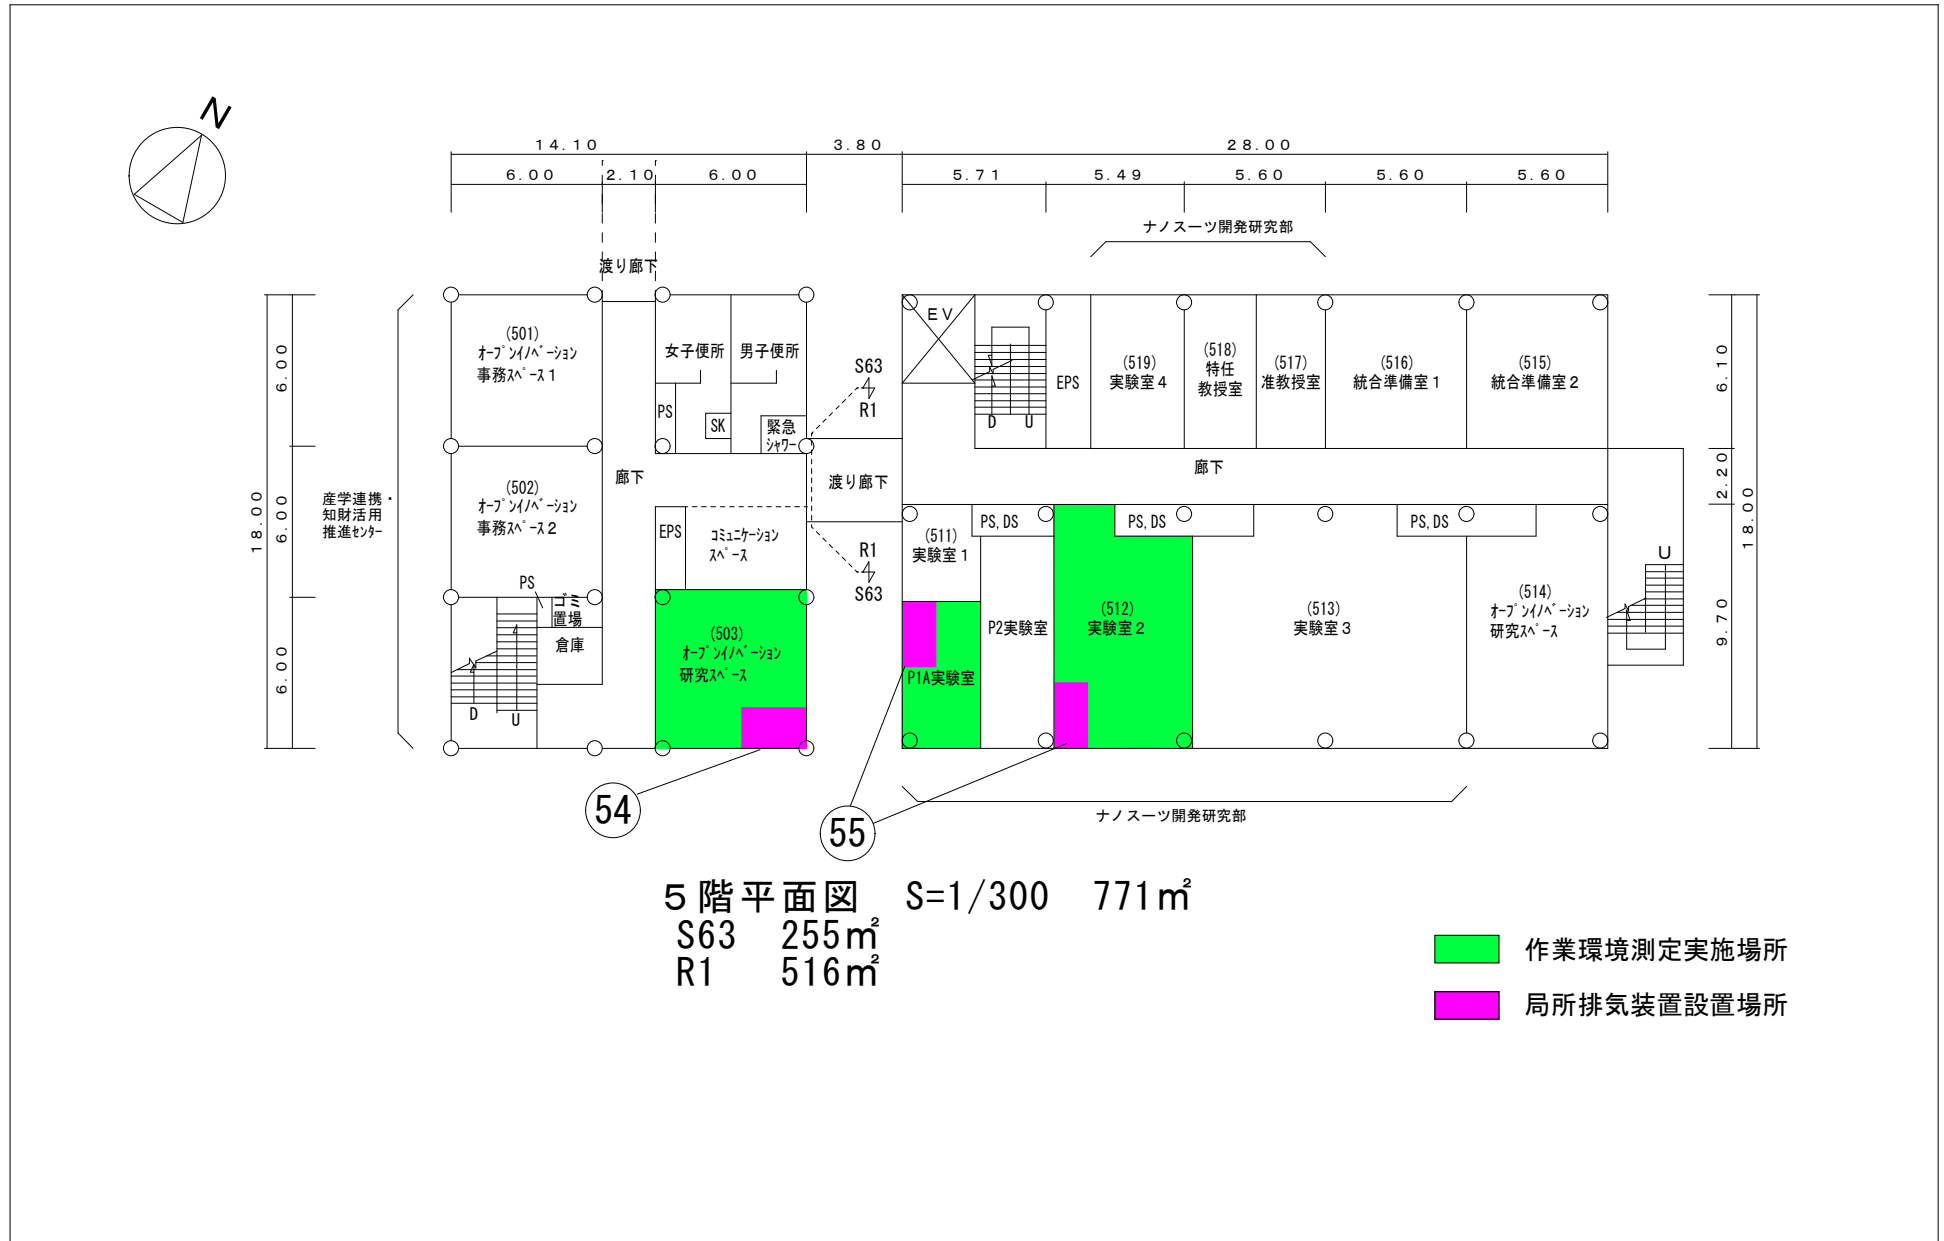 N
14.10
3.80
28.00
6.00
2.10
6.00
5.71
5.49
5.60
5.60
5.60
ナノスーツ開発研究部
渡り廊下
(501)
オープンイノベーション
事務スペース1
女子便所
男子便所
PS
SK
緊急
シャワー
S63
R1
EV
D
U
EPS
(519)
実験室4
(518)
特任
教授室
(517)
准教授室
(516)
統合準備室1
(515)
統合準備室2
6.00
6.00
6.00
18.00
6.10
2.20
9.70
18.00
産学連携・
知財活用
推進センター
(502)
オープンイノベーション
事務スペース2
廊下
渡り廊下
廊下
EPS
コミュニケーション
スペース
R1
S63
(511)
実験室1
PS,DS
PS,DS
PS,DS
PS
ゴミ
置場
倉庫
D
U
(503)
オープンイノベーション
研究スペース
P1A実験室
P2実験室
(512)
実験室2
(513)
実験室3
(514)
オープンイノベーション
研究スペース
U
54
55
ナノスーツ開発研究部
5階平面図 S=1/300 771㎡
S63 255㎡
R1 516㎡
作業環境測定実施場所
局所排気装置設置場所